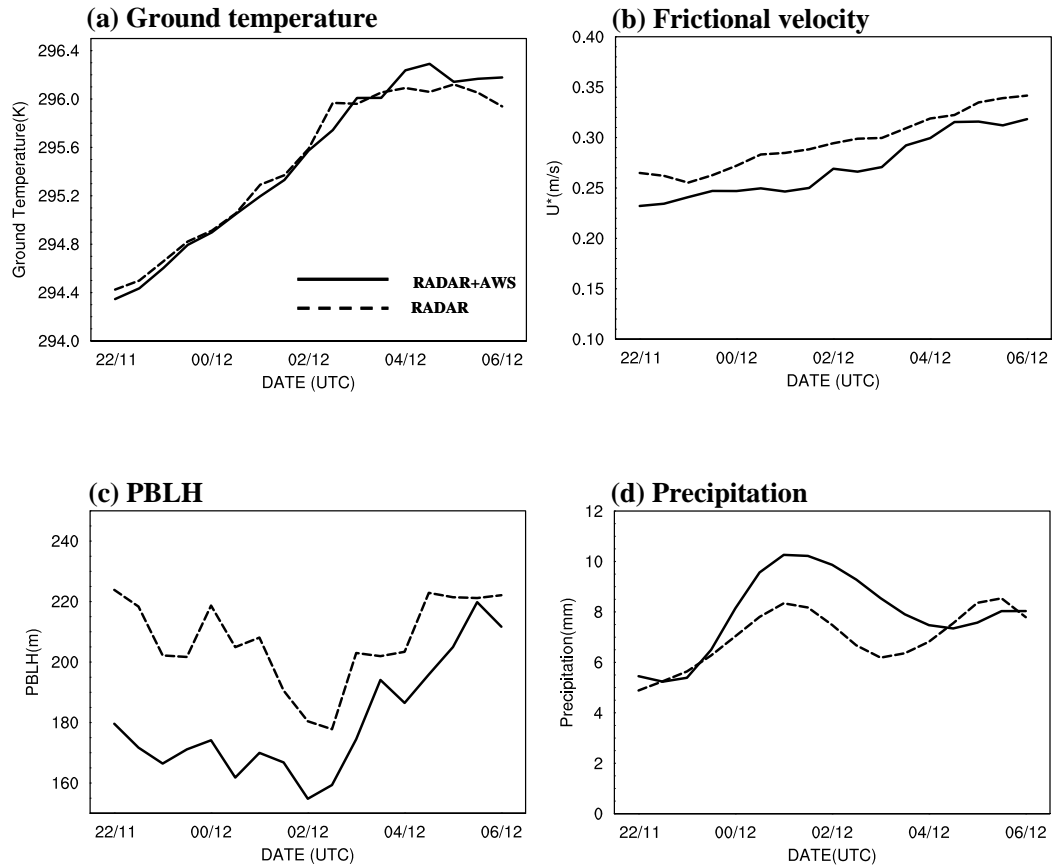 (a) Ground temperature
296.4
296.0
295.6
295.2
294.8
294.4
294.0
Ground Temperature(K)
RADAR+AWS
RADAR
22/11 00/12 02/12 04/12 06/12
DATE (UTC)
(b) Frictional velocity
0.40
0.35
0.30
0.25
0.20
0.15
0.10
U*(m/s)
22/11 00/12 02/12 04/12 06/12
DATE (UTC)
(c) PBLH
240
220
200
180
160
PBLH(m)
22/11 00/12 02/12 04/12 06/12
DATE (UTC)
(d) Precipitation
12
10
8
6
4
2
0
Precipitation(mm)
22/11 00/12 02/12 04/12 06/12
DATE(UTC)